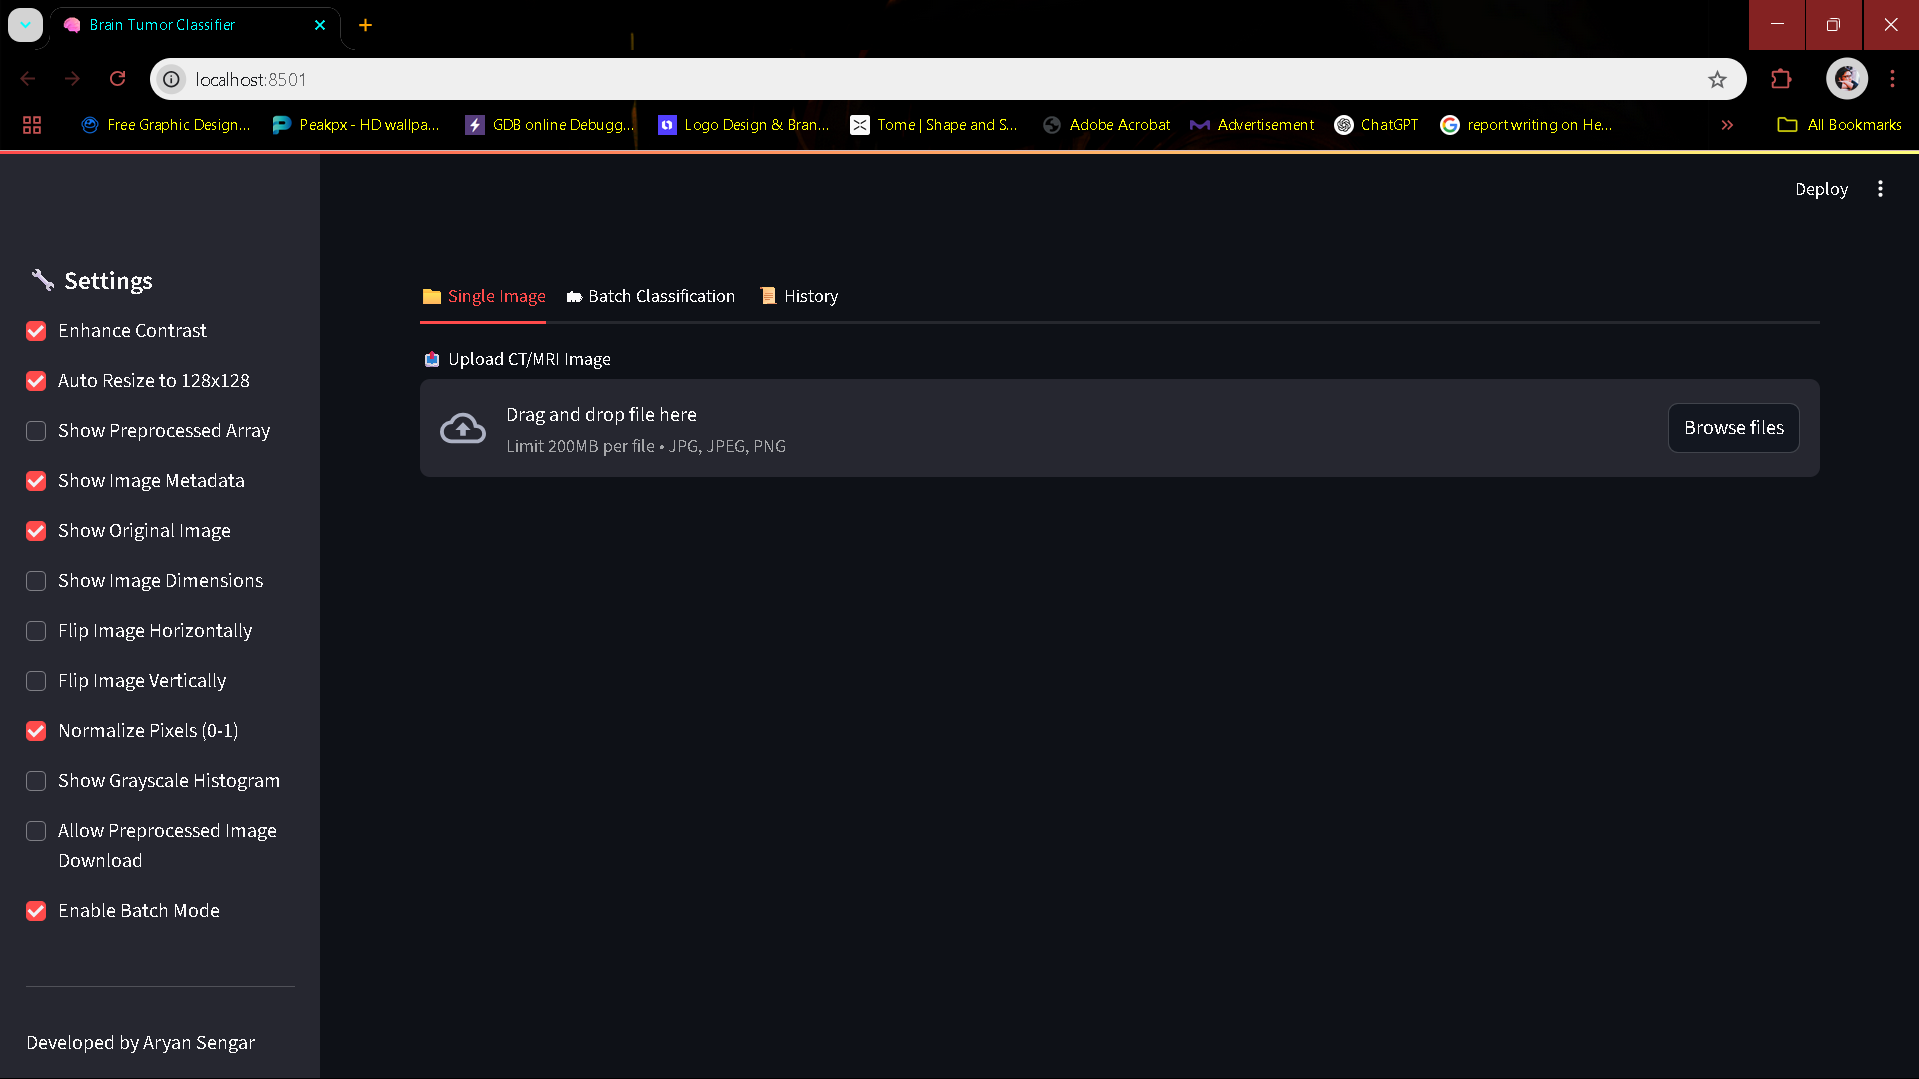 Brain Tumor Classifier
localhost:8501
Free Graphic Design...
Peakpx - HD wallpa...
GDB online Debugg...
Logo Design & Bran...
Tome | Shape and S...
Adobe Acrobat
Advertisement
ChatGPT
report writing on He...
All Bookmarks
Deploy
Settings
Enhance Contrast
Auto Resize to 128x128
Show Preprocessed Array
Show Image Metadata
Show Original Image
Show Image Dimensions
Flip Image Horizontally
Flip Image Vertically
Normalize Pixels (0-1)
Show Grayscale Histogram
Allow Preprocessed Image
Download
Enable Batch Mode
Developed by Aryan Sengar
Single Image
Batch Classification
History
Upload CT/MRI Image
Drag and drop file here
Limit 200MB per file • JPG, JPEG, PNG
Browse files